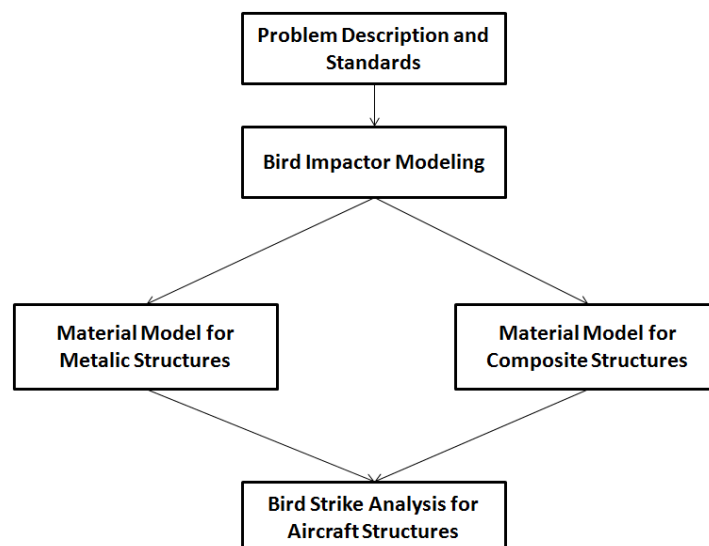 Problem Description and
Standards
Bird Impactor Modeling
Material Model for
Metalic Structures
Material Model for
Composite Structures
Bird Strike Analysis for
Aircraft Structures